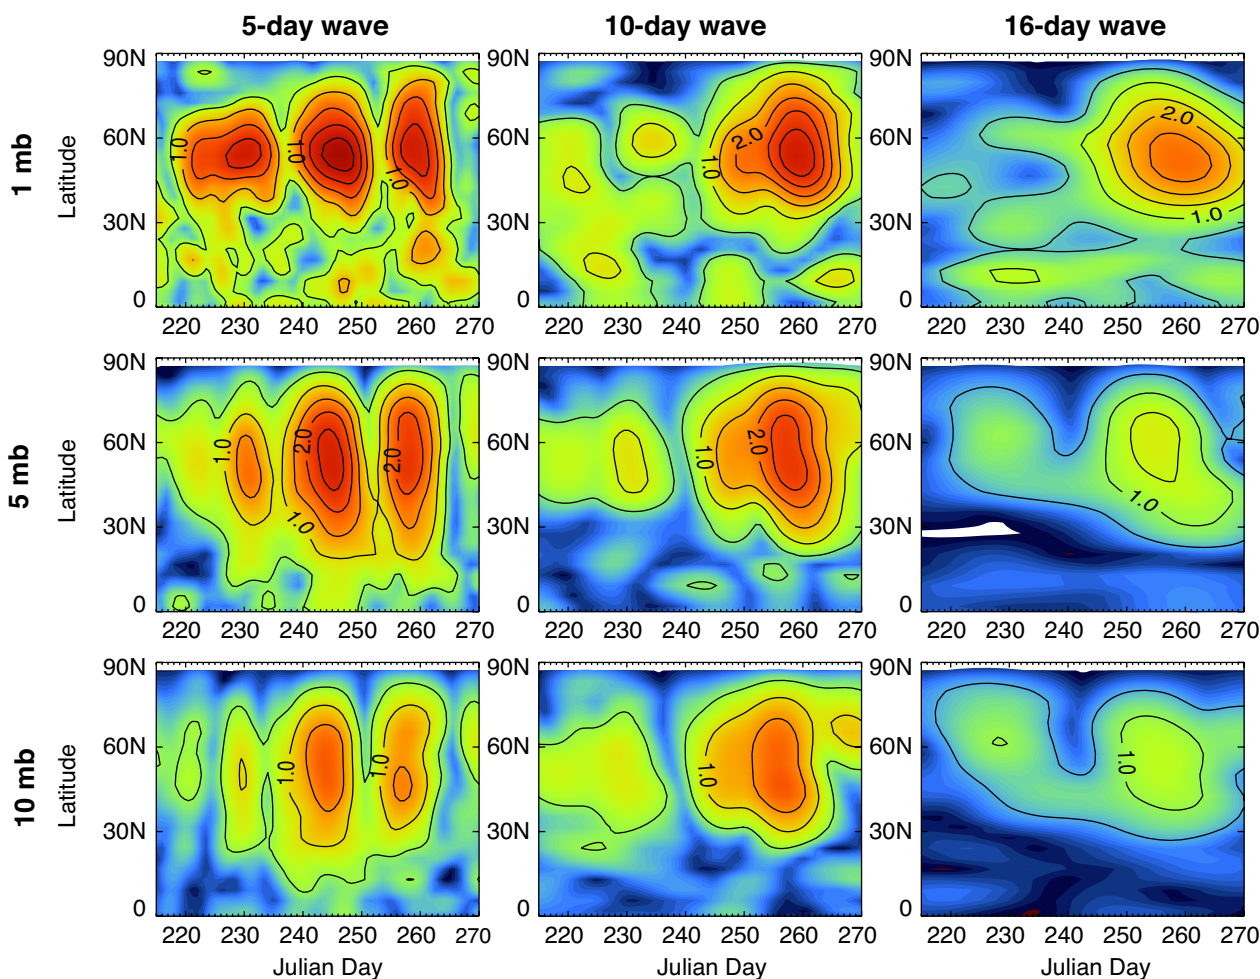 5-day wave 10-day wave 16-day wave
1 mb
Latitude
90N 60N 30N 0
1.0 1.0 1.0
220 230 240 250 260 270
90N 60N 30N 0
2.0 1.0
220 230 240 250 260 270
90N 60N 30N 0
2.0 1.0
220 230 240 250 260 270
5 mb
Latitude
90N 60N 30N 0
1.0 2.0 2.0 1.0
220 230 240 250 260 270
90N 60N 30N 0
1.0 2.0
220 230 240 250 260 270
90N 60N 30N 0
1.0
220 230 240 250 260 270
10 mb
Latitude
90N 60N 30N 0
1.0 1.0
220 230 240 250 260 270
Julian Day
90N 60N 30N 0
1.0
220 230 240 250 260 270
Julian Day
90N 60N 30N 0
1.0
220 230 240 250 260 270
Julian Day